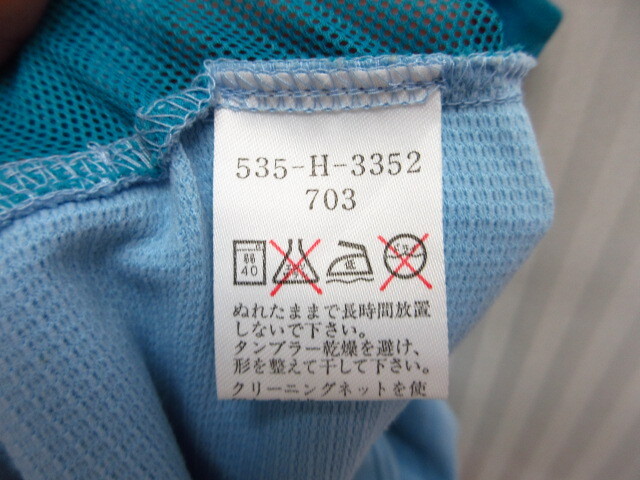 535-H-3352
703
弱
40
ぬれたままで長時間放置
しないで下さい。
タンブラー乾燥を避け、
形を整えて干して下さい。
クリーニングネットを使